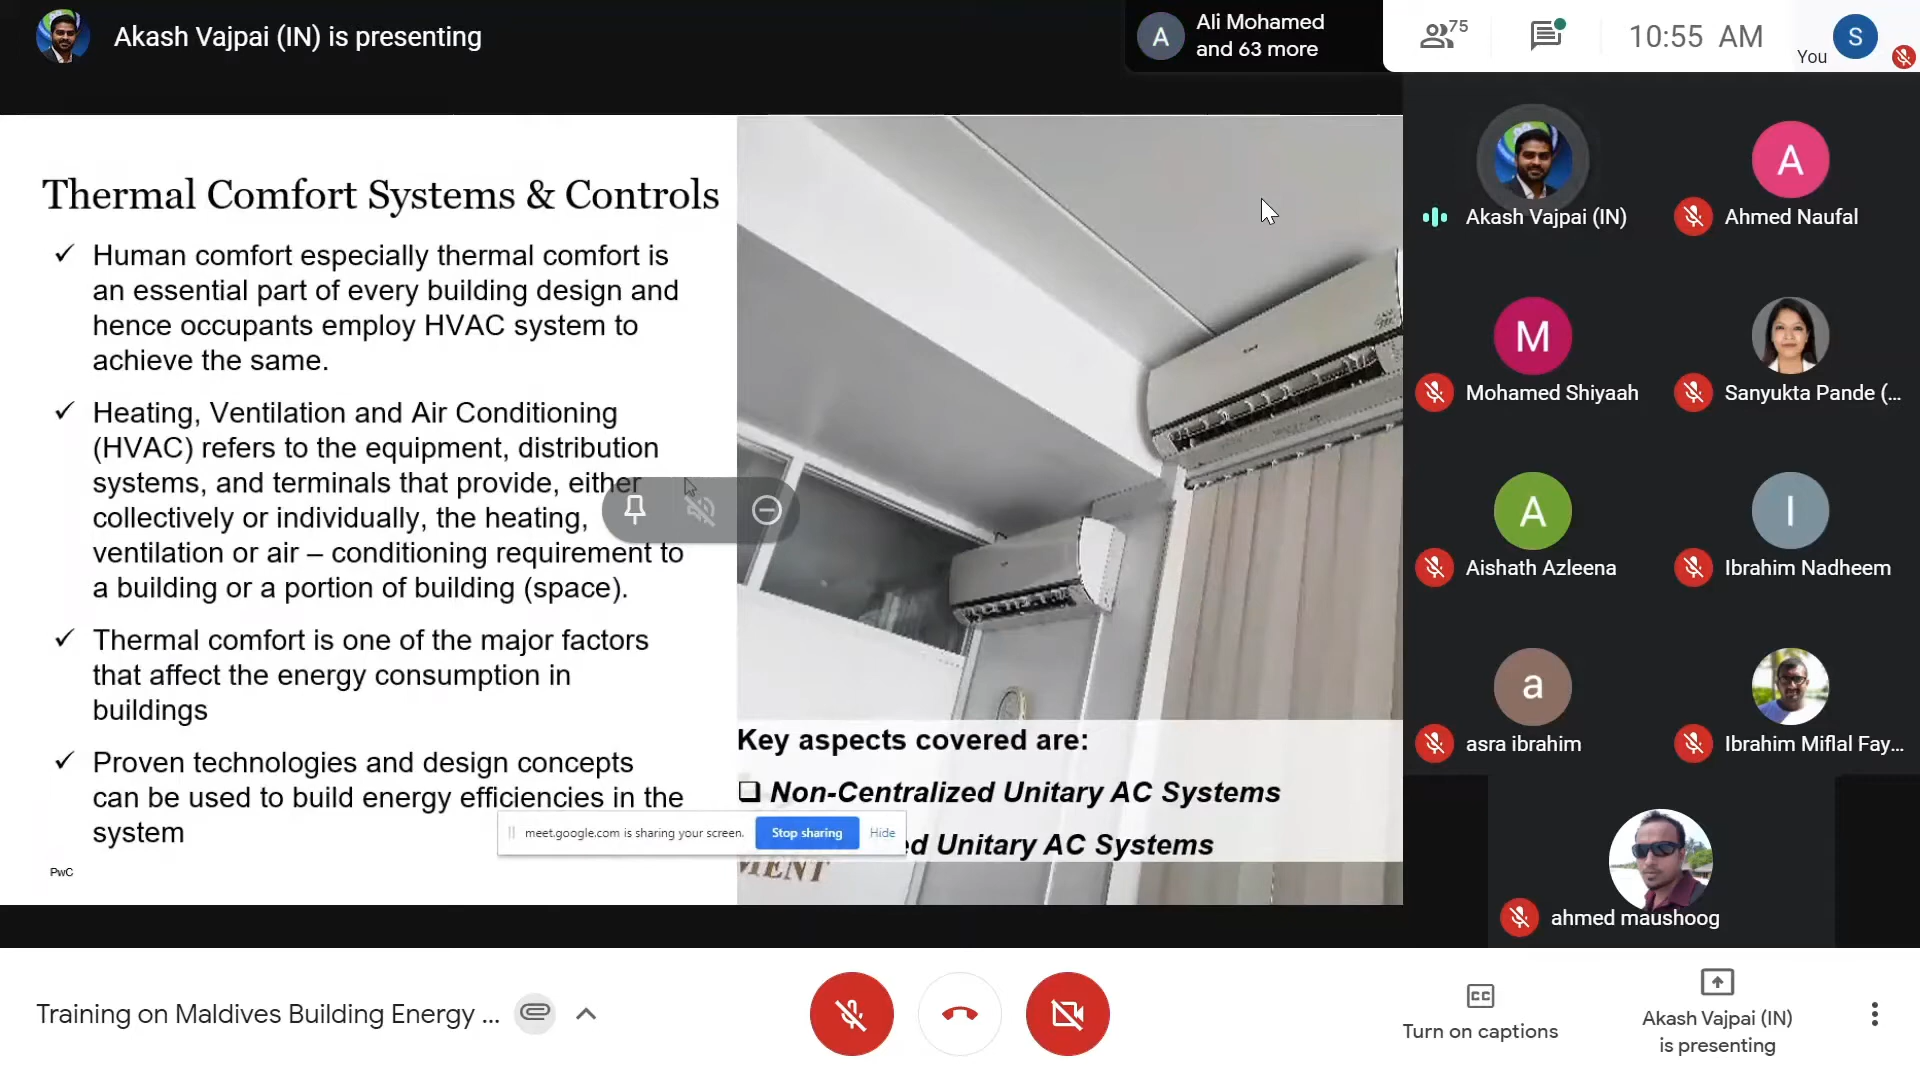 Akash Vajpai (IN) is presenting
A
Ali Mohamed
and 63 more
75
10:55 AM
You
S
Thermal Comfort Systems & Controls
✓ Human comfort especially thermal comfort is
an essential part of every building design and
hence occupants employ HVAC system to
achieve the same.
✓ Heating, Ventilation and Air Conditioning
(HVAC) refers to the equipment, distribution
systems, and terminals that provide, either
collectively or individually, the heating,
ventilation or air – conditioning requirement to
a building or a portion of building (space).
✓ Thermal comfort is one of the major factors
that affect the energy consumption in
buildings
✓ Proven technologies and design concepts
can be used to build energy efficiencies in the
system
PwC
Key aspects covered are:
❑ Non-Centralized Unitary AC Systems
ed Unitary AC Systems
MENT
meet.google.com is sharing your screen.
Stop sharing
Hide
Akash Vajpai (IN)
A
Ahmed Naufal
M
Mohamed Shiyaah
Sanyukta Pande (...
A
Aishath Azleena
I
Ibrahim Nadheem
a
asra ibrahim
Ibrahim Miflal Fay...
ahmed maushoog
Training on Maldives Building Energy ...
CC
Turn on captions
Akash Vajpai (IN)
is presenting